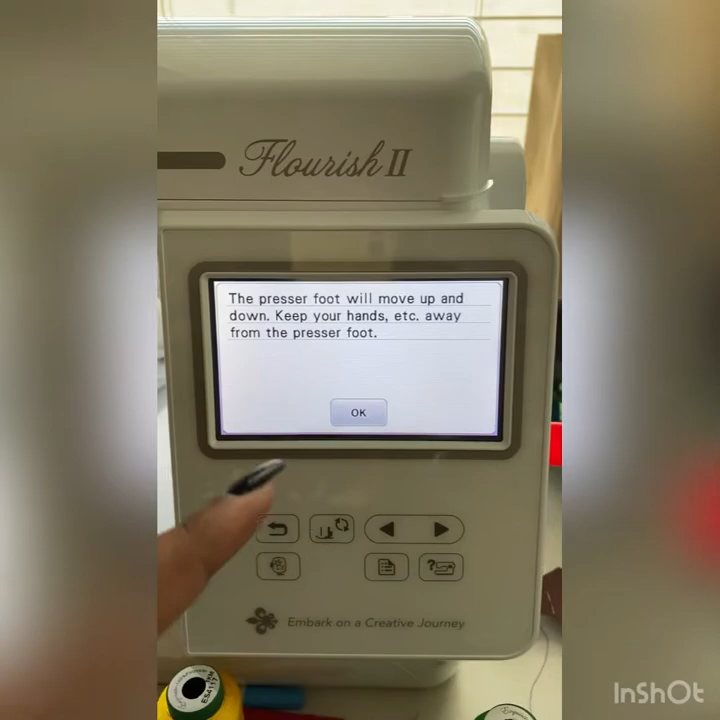 Flourish II
The presser foot will move up and
down. Keep your hands, etc. away
from the presser foot.
OK
Embark on a Creative Journey
ES4117
InShOt